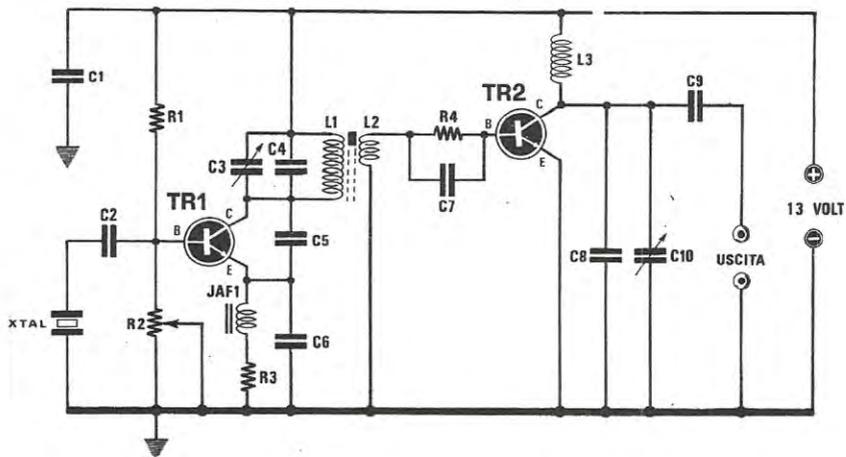 C1
R1
C2
XTAL
R2
TR1
B
C
E
JAF1
R3
C3
C4
L1
L2
C5
C6
R4
C7
TR2
B
C
E
L3
C9
C8
C10
USCITA
+
13 VOLT
-